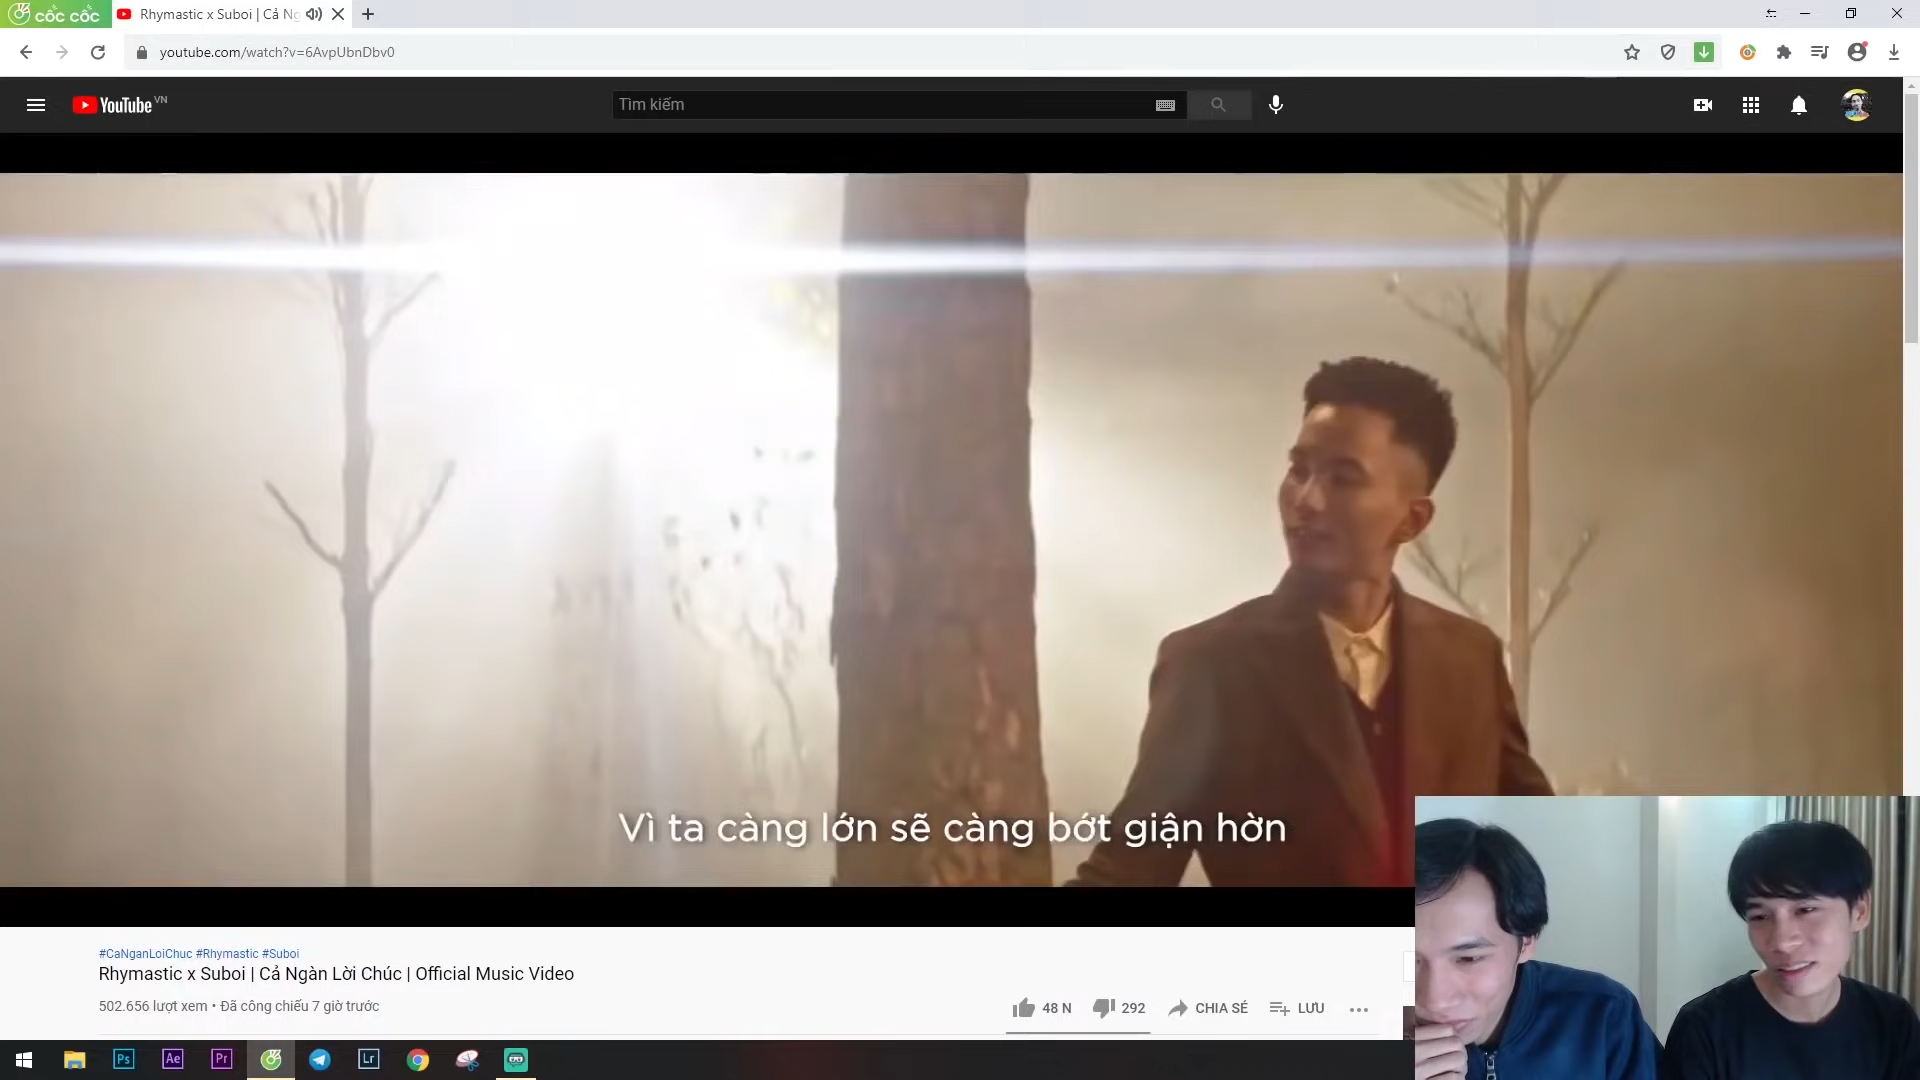 cốc cốc
Rhymastic x Suboi | Cả Ng
youtube.com/watch?v=6AvpUbnDbv0
YouTube VN
Tìm kiếm
Vì ta càng lớn sẽ càng bớt giận hờn
#CaNganLoiChuc #Rhymastic #Suboi
Rhymastic x Suboi | Cả Ngàn Lời Chúc | Official Music Video
502.656 lượt xem • Đã công chiếu 7 giờ trước
48 N
292
CHIA SẺ
LƯU
Ps
Ae
Pr
Lr